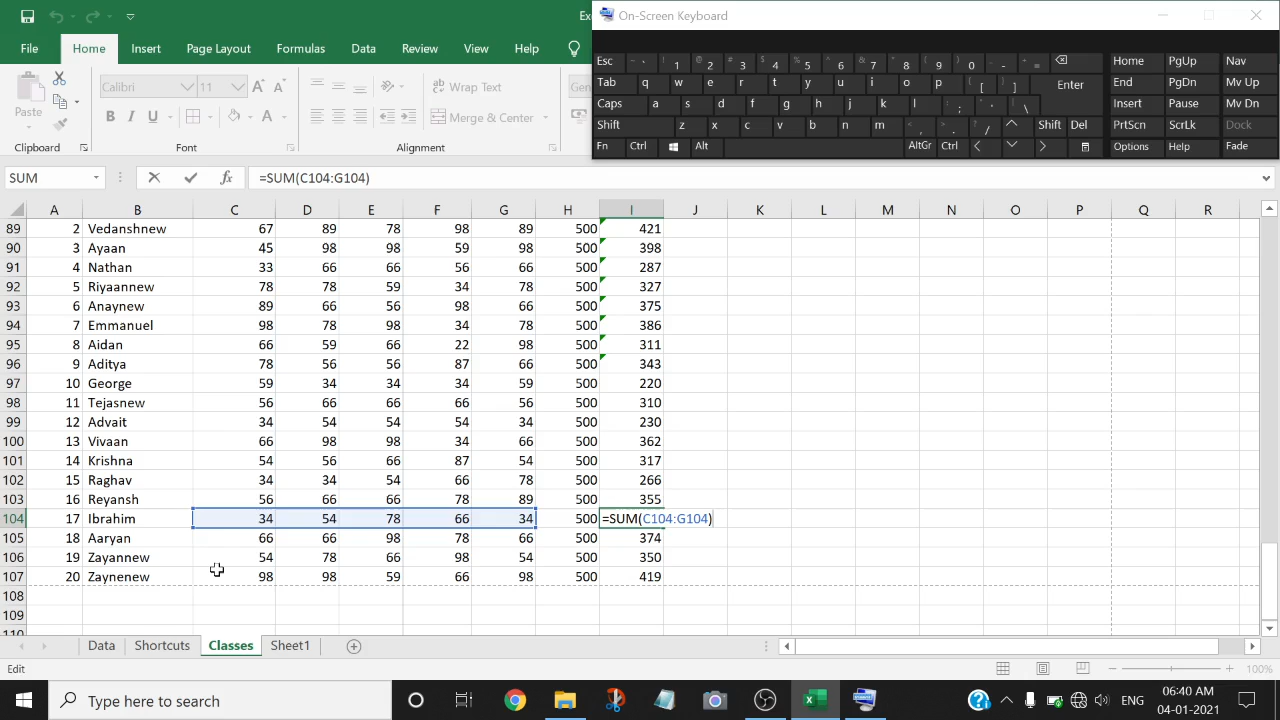 Ex
On-Screen Keyboard
File Home Insert Page Layout Formulas Data Review View Help
Esc ~ ` ! 1 @ 2 # 3 $ 4 % 5 ^ 6 & 7 * 8 ( 9 ) 0 _ - + = Home PgUp Nav
Tab q w e r t y u i o p { [ } ] Enter End PgDn Mv Up
Caps a s d f g h j k l : ; " ' | \ Insert Pause Mv Dn
Shift z x c v b n m < , > . ? / Shift Del PrtScn ScrLk Dock
Fn Ctrl Alt AltGr Ctrl Options Help Fade
Paste Calibri 11 A A Wrap Text Gen
B I U A Merge & Center
Clipboard Font Alignment
SUM fx =SUM(C104:G104)
A B C D E F G H I J K L M N O P Q R
89 2 Vedanshnew 67 89 78 98 89 500 421
90 3 Ayaan 45 98 98 59 98 500 398
91 4 Nathan 33 66 66 56 66 500 287
92 5 Riyaannew 78 78 59 34 78 500 327
93 6 Anaynew 89 66 56 98 66 500 375
94 7 Emmanuel 98 78 98 34 78 500 386
95 8 Aidan 66 59 66 22 98 500 311
96 9 Aditya 78 56 56 87 66 500 343
97 10 George 59 34 34 34 59 500 220
98 11 Tejasnew 56 66 66 66 56 500 310
99 12 Advait 34 54 54 54 34 500 230
100 13 Vivaan 66 98 98 34 66 500 362
101 14 Krishna 54 56 66 87 54 500 317
102 15 Raghav 34 34 54 66 78 500 266
103 16 Reyansh 56 66 66 78 89 500 355
104 17 Ibrahim 34 54 78 66 34 500 =SUM(C104:G104)
105 18 Aaryan 66 66 98 78 66 500 374
106 19 Zayannew 54 78 66 98 54 500 350
107 20 Zaynenew 98 98 59 66 98 500 419
108
109
110
Data Shortcuts Classes Sheet1
Edit 100%
Type here to search
ENG
06:40 AM
04-01-2021